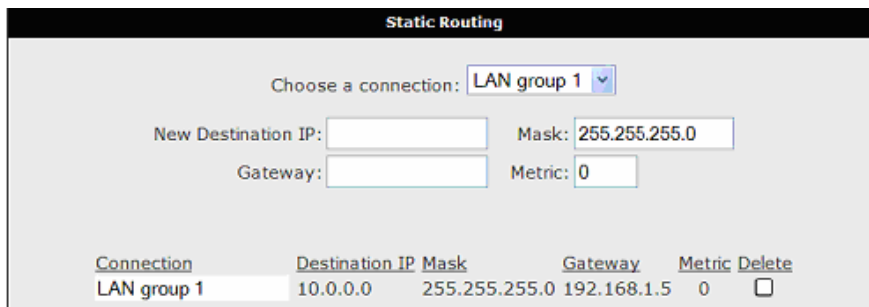 Static Routing
Choose a connection: LAN group 1
New Destination IP: Mask: 255.255.255.0
Gateway: Metric: 0
Connection Destination IP Mask Gateway Metric Delete
LAN group 1 10.0.0.0 255.255.255.0 192.168.1.5 0